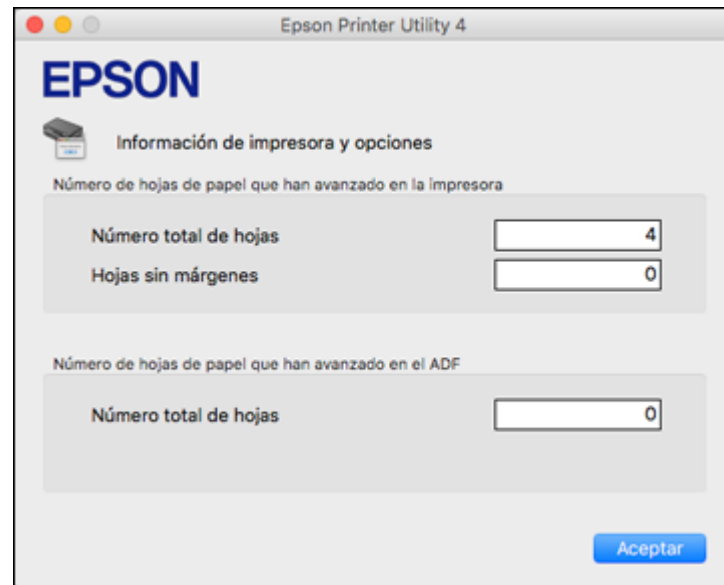 Epson Printer Utility 4
EPSON
Información de impresora y opciones
Número de hojas de papel que han avanzado en la impresora
Número total de hojas 4
Hojas sin márgenes 0
Número de hojas de papel que han avanzado en el ADF
Número total de hojas 0
Aceptar